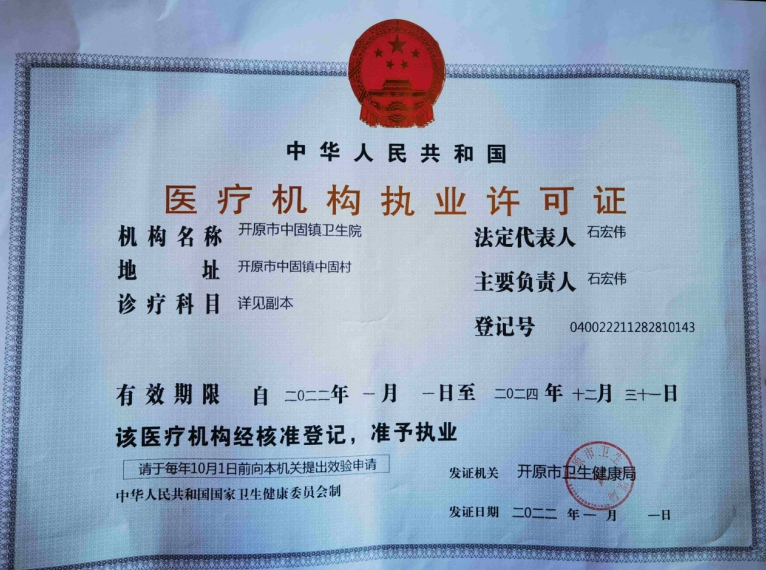 中华人民共和国
医疗机构执业许可证
机构名称 开原市中固镇卫生院
法定代表人 石宏伟
地址 开原市中固镇中固村
主要负责人 石宏伟
诊疗科目 详见副本
登记号 040022211282810143
有效期限 自 二〇二二年 一月 一日至 二〇二四年 十二月 三十一日
该医疗机构经核准登记，准予执业
请于每年10月1日前向本机关提出效验申请
发证机关 开原市卫生健康局
中华人民共和国国家卫生健康委员会制
发证日期 二〇二二 年一月 一日